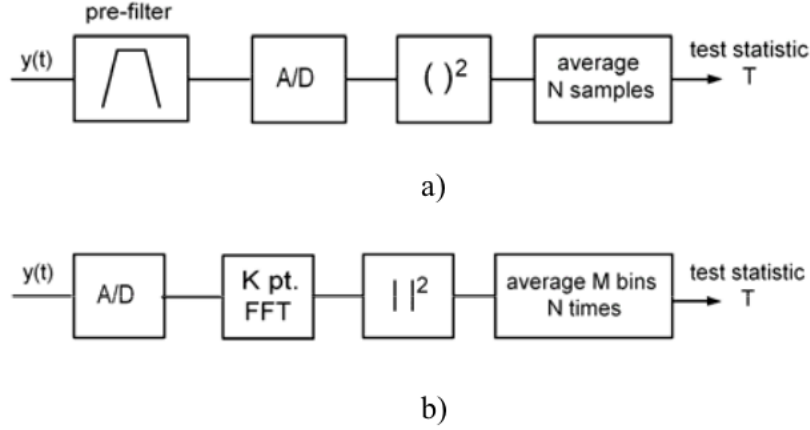 pre-filter
y(t)
A/D
( )²
average
N samples
test statistic
T
a)
y(t)
A/D
K pt.
FFT
| |²
average M bins
N times
test statistic
T
b)